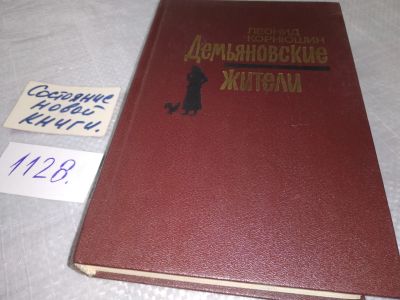 ЛЕОНИД
КОРНЮШИН
Демьяновские
жители
Состояние
новой
книги.
1128.